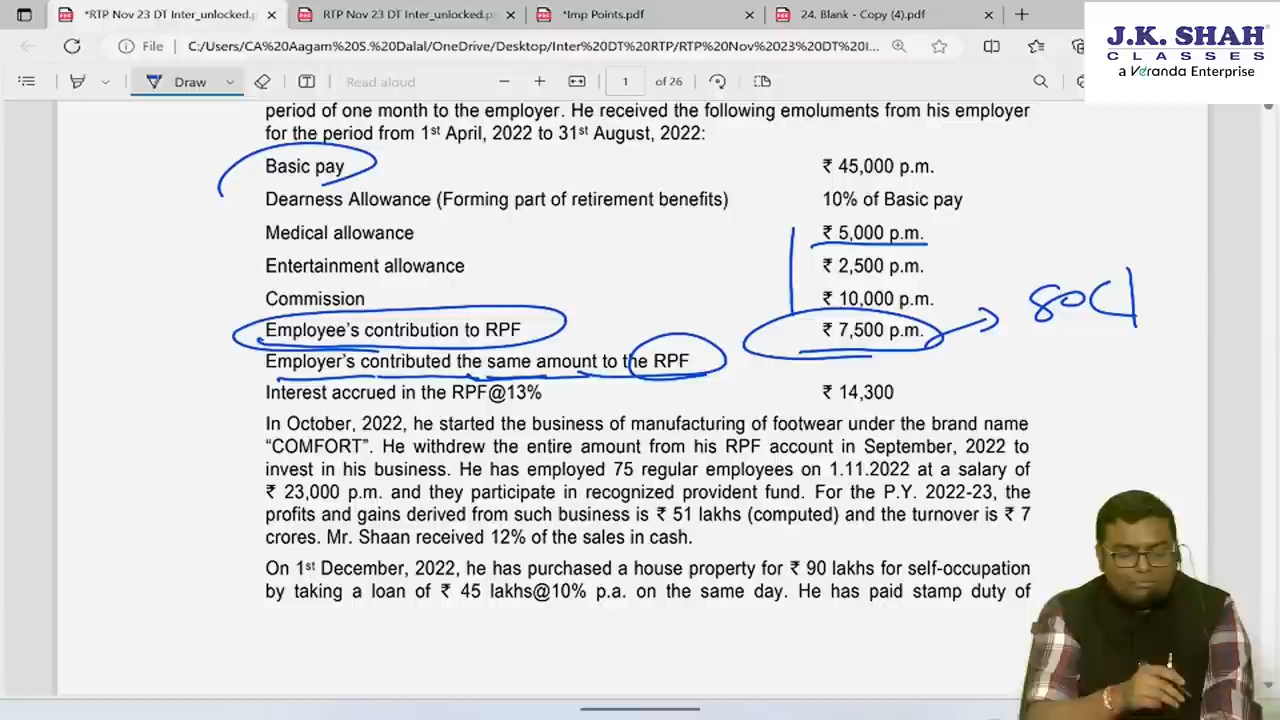 *RTP Nov 23 DT Inter_unlocked.p
RTP Nov 23 DT Inter_unlocked.p
*Imp Points.pdf
24. Blank - Copy (4).pdf
File
C:/Users/CA%20Aagam%20S.%20Dalal/OneDrive/Desktop/Inter%20DT%20RTP/RTP%20Nov%202023%20DT%20I...
J.K. SHAH
CLASSES
a Veranda Enterprise
Draw
Read aloud
1
of 26
period of one month to the employer. He received the following emoluments from his employer
for the period from 1st April, 2022 to 31st August, 2022:
Basic pay ₹ 45,000 p.m.
Dearness Allowance (Forming part of retirement benefits) 10% of Basic pay
Medical allowance ₹ 5,000 p.m.
Entertainment allowance ₹ 2,500 p.m.
Commission ₹ 10,000 p.m.
80C
Employee's contribution to RPF ₹ 7,500 p.m.
Employer's contributed the same amount to the RPF
Interest accrued in the RPF@13% ₹ 14,300
In October, 2022, he started the business of manufacturing of footwear under the brand name
“COMFORT”. He withdrew the entire amount from his RPF account in September, 2022 to
invest in his business. He has employed 75 regular employees on 1.11.2022 at a salary of
₹ 23,000 p.m. and they participate in recognized provident fund. For the P.Y. 2022-23, the
profits and gains derived from such business is ₹ 51 lakhs (computed) and the turnover is ₹ 7
crores. Mr. Shaan received 12% of the sales in cash.
On 1st December, 2022, he has purchased a house property for ₹ 90 lakhs for self-occupation
by taking a loan of ₹ 45 lakhs@10% p.a. on the same day. He has paid stamp duty of